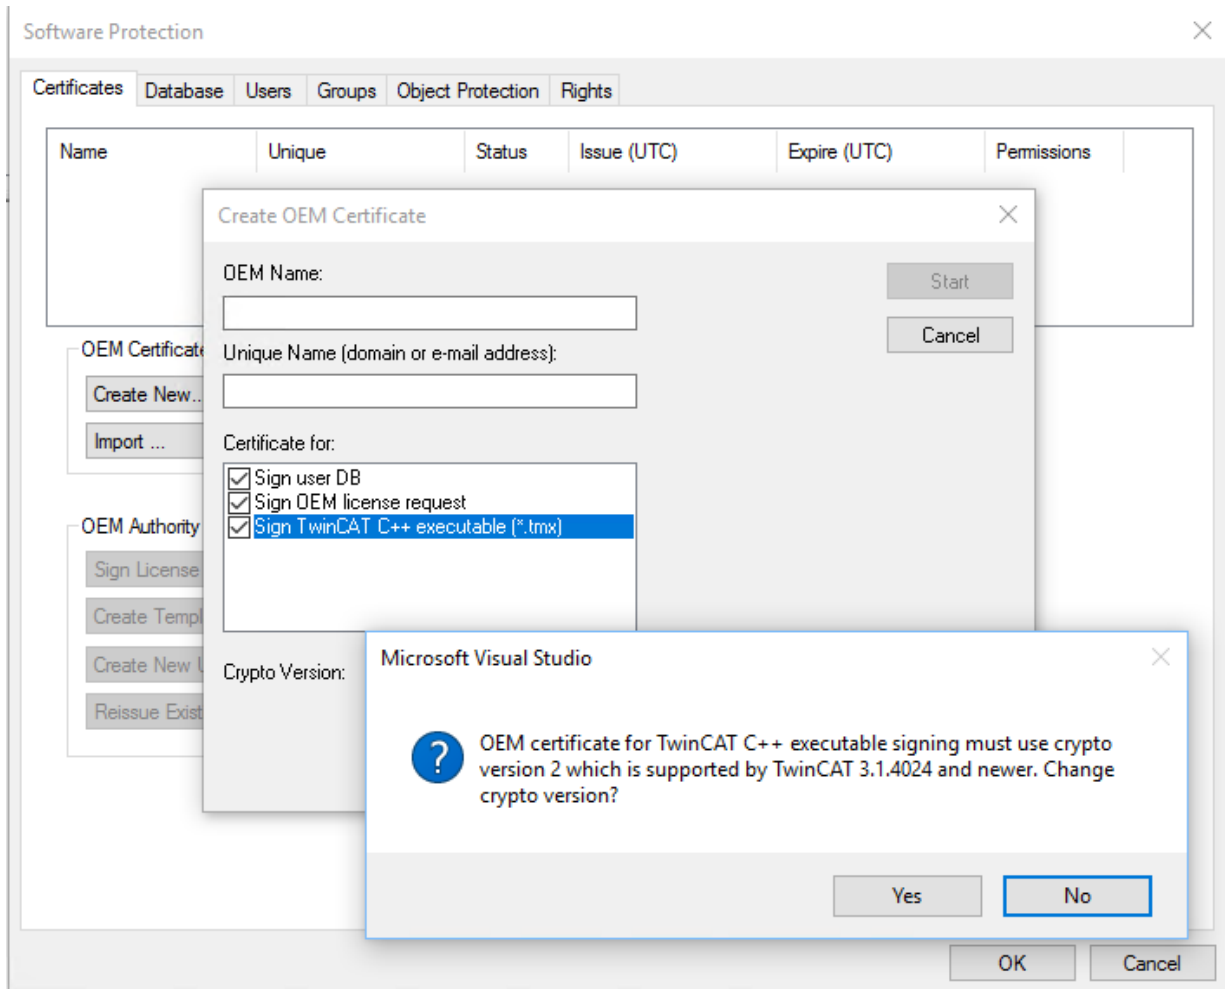 Software Protection
Certificates Database Users Groups Object Protection Rights
Name Unique Status Issue (UTC) Expire (UTC) Permissions
Create OEM Certificate
OEM Name:
Start
Cancel
OEM Certificate
Unique Name (domain or e-mail address):
Create New..
Import ...
Certificate for:
Sign user DB
Sign OEM license request
Sign TwinCAT C++ executable (*.tmx)
OEM Authority
Sign License
Create Templ
Create New U
Reissue Exist
Crypto Version:
Microsoft Visual Studio
OEM certificate for TwinCAT C++ executable signing must use crypto
version 2 which is supported by TwinCAT 3.1.4024 and newer. Change
crypto version?
Yes No
OK Cancel